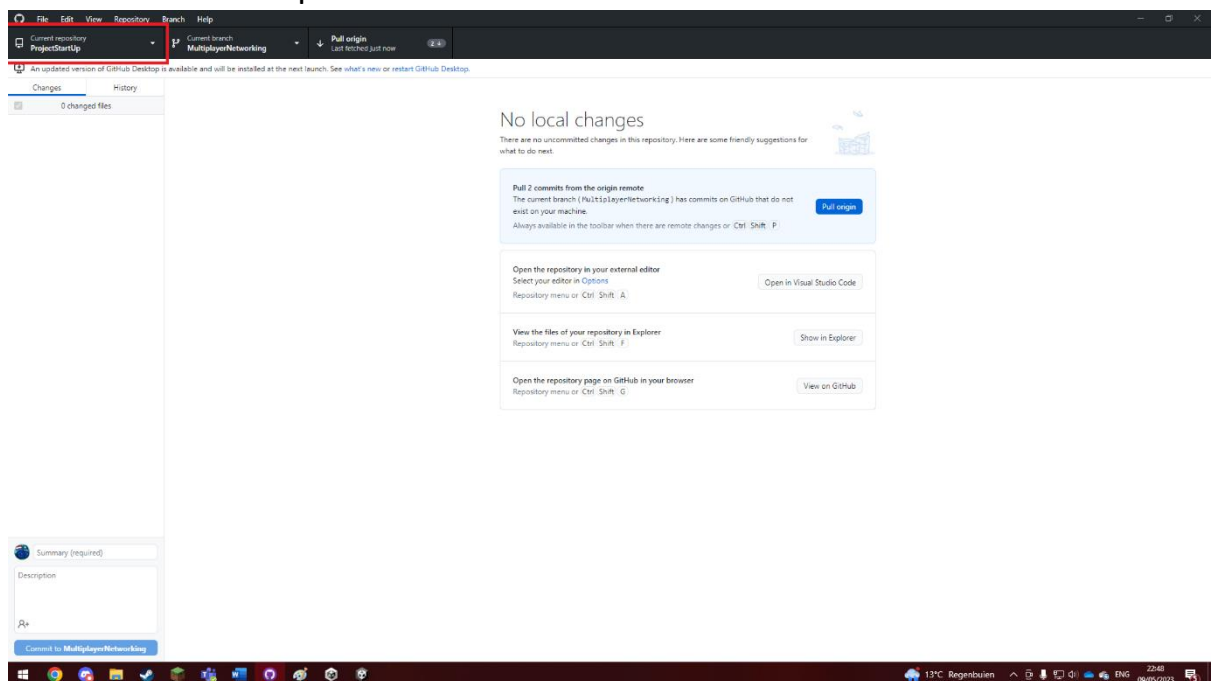 File Edit View Repository Branch Help
Current repository
ProjectStartUp
Current branch
MultiplayerNetworking
Pull origin
Last fetched just now
2
An updated version of GitHub Desktop is available and will be installed at the next launch. See what's new or restart GitHub Desktop.
Changes History
0 changed files
No local changes
There are no uncommitted changes in this repository. Here are some friendly suggestions for
what to do next.
Pull 2 commits from the origin remote
The current branch (MultiplayerNetworking) has commits on GitHub that do not
exist on your machine.
Always available in the toolbar when there are remote changes or Ctrl Shift P
Pull origin
Open the repository in your external editor
Select your editor in Options
Repository menu or Ctrl Shift A
Open in Visual Studio Code
View the files of your repository in Explorer
Repository menu or Ctrl Shift F
Show in Explorer
Open the repository page on GitHub in your browser
Repository menu or Ctrl Shift G
View on GitHub
Summary (required)
Description
Commit to MultiplayerNetworking
13°C Regenbuien
ENG
22:48
09/05/2023